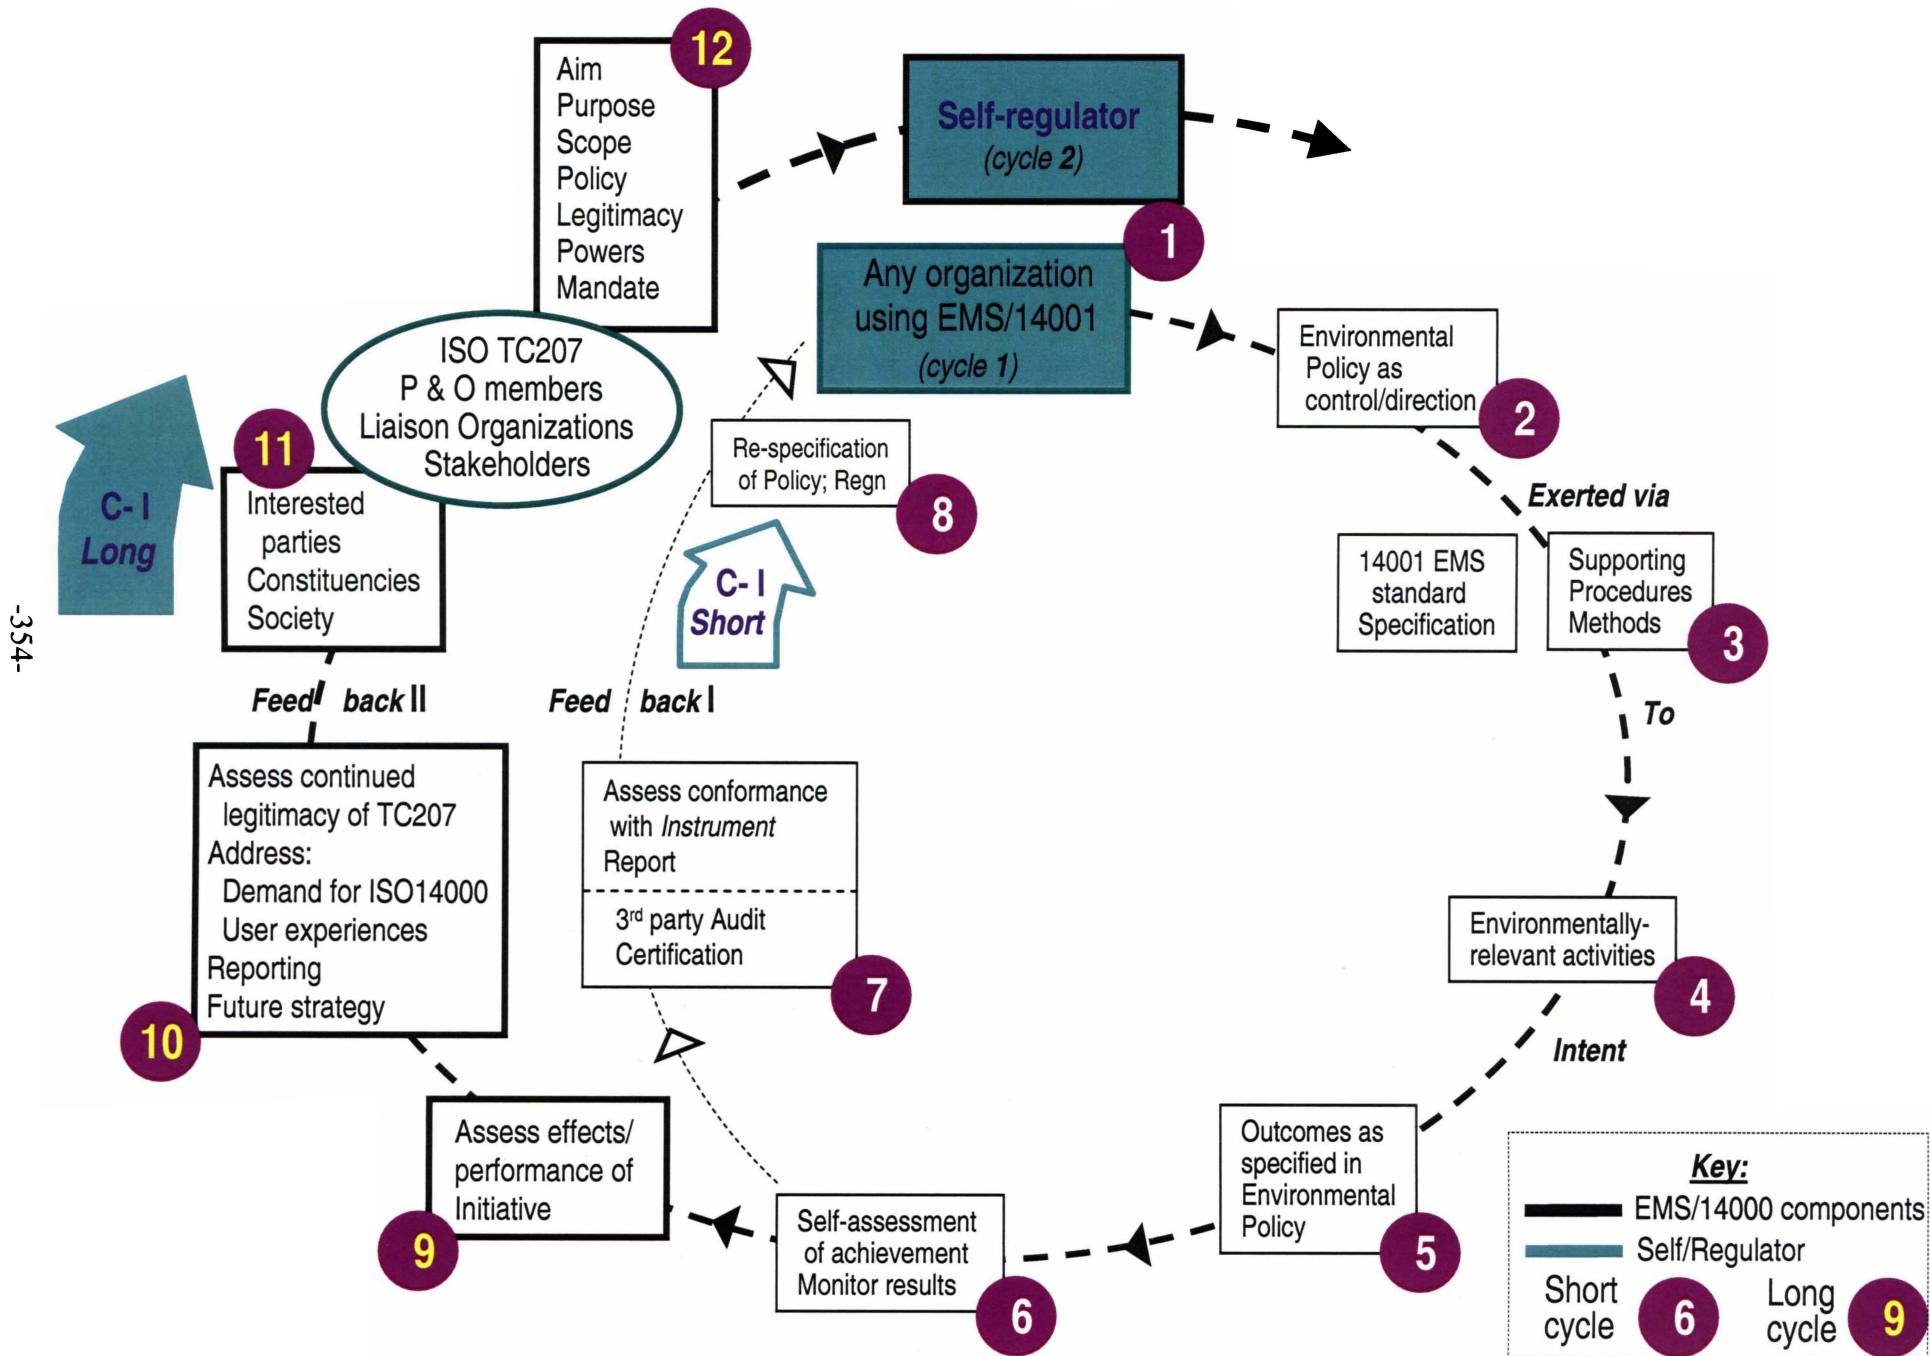 12
Aim
Purpose
Scope
Policy
Legitimacy
Powers
Mandate
Self-regulator
(cycle 2)
1
Any organization
using EMS/14001
(cycle 1)
Environmental
Policy as
control/direction
2
Exerted via
14001 EMS
standard
Specification
Supporting
Procedures
Methods
3
To
Environmentally-
relevant activities
4
Intent
Outcomes as
specified in
Environmental
Policy
5
Self-assessment
of achievement
Monitor results
6
Assess conformance
with Instrument
Report
3rd party Audit
Certification
7
Feed back I
C- I
Short
Re-specification
of Policy; Regn
8
Assess effects/
performance of
Initiative
9
Assess continued
legitimacy of TC207
Address:
Demand for ISO14000
User experiences
Reporting
Future strategy
10
Feed back II
Interested
parties
Constituencies
Society
11
ISO TC207
P & O members
Liaison Organizations
Stakeholders
C- I
Long
-354-
Key:
EMS/14000 components
Self/Regulator
Short
cycle
6
Long
cycle
9